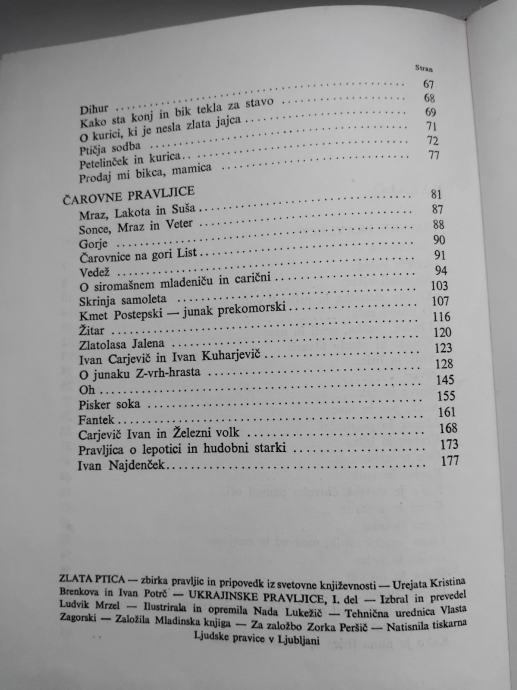 Stran
Dihur 67
Kako sta konj in bik tekla za stavo 68
O kurici, ki je nesla zlata jajca 69
Ptičja sodba 71
Petelinček in kurica 72
Prodaj mi bikca, mamica 77
ČAROVNE PRAVLJICE
Mraz, Lakota in Suša 81
Sonce, Mraz in Veter 87
Gorje 88
Čarovnice na gori List 90
Vedež 91
O siromašnem mladeniču in carični 94
Skrinja samoleta 103
Kmet Postepski — junak prekomorski 107
Žitar 116
Zlatolasa Jalena 120
Ivan Carjevič in Ivan Kuharjevič 123
O junaku Z-vrh-hrasta 128
Oh 145
Pisker soka 155
Fantek 161
Carjevič Ivan in Železni volk 168
Pravljica o lepotici in hudobni starki 173
Ivan Najdenček 177
ZLATA PTICA — zbirka pravljic in pripovedk iz svetovne književnosti — Urejata Kristina
Brenkova in Ivan Potrč — UKRAJINSKE PRAVLJICE, I. del — Izbral in prevedel
Ludvik Mrzel — Ilustrirala in opremila Nada Lukežič — Tehnična urednica Vlasta
Zagorski — Založila Mladinska knjiga — Za založbo Zorka Peršič — Natisnila tiskarna
Ljudske pravice v Ljubljani